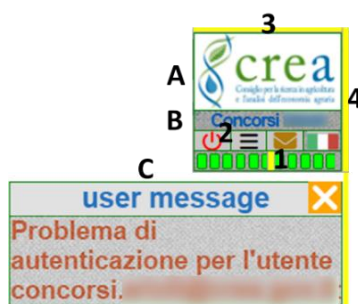 3
A
crea
Consiglio per la ricerca in agricoltura
e l'analisi dell'economia agraria
4
B
Concorsi
2
1
C
user message
Problema di
autenticazione per l'utente
concorsi.